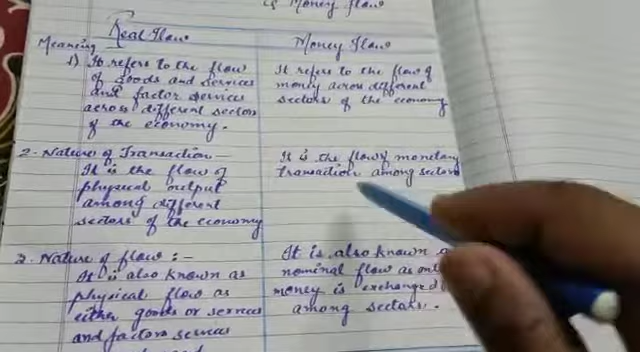 & Money flow
Real Flow
Money Flow
Meaning
1) It refers to the flow
of Goods and services
and factor services
across different sectors
of the economy.
It refers to the flow of
money across different
sectors of the economy
2. Nature of Transaction -
It is the flow of
physical output
among different
sectors of the economy
It is the flow of monetary
transaction among sectors
2. Nature of flow :-
It is also known as
physical flow as
either goods or services
and factors services
It is also known a
nominal flow as onl
money is exchanged
among sectors.